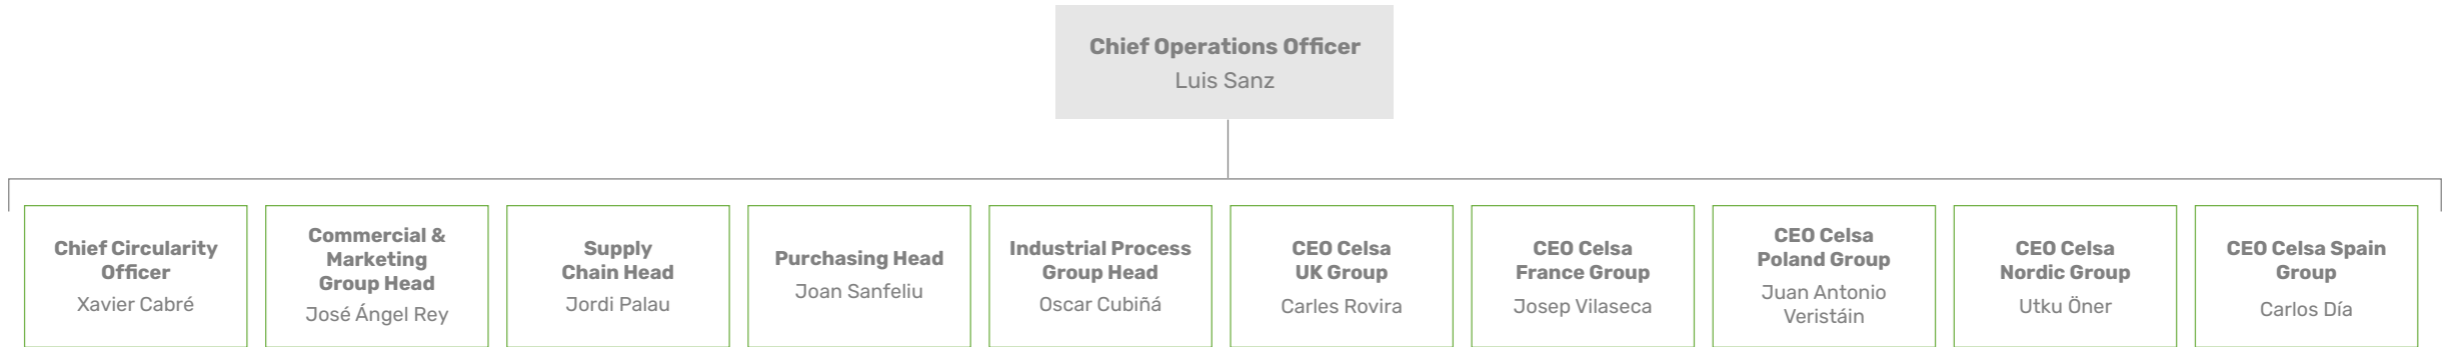 Chief Operations Officer
Luis Sanz
Chief Circularity
Officer
Xavier Cabré
Commercial &
Marketing
Group Head
José Ángel Rey
Supply
Chain Head
Jordi Palau
Purchasing Head
Joan Sanfeliu
Industrial Process
Group Head
Oscar Cubiñá
CEO Celsa
UK Group
Carles Rovira
CEO Celsa
France Group
Josep Vilaseca
CEO Celsa
Poland Group
Juan Antonio
Veristáin
CEO Celsa
Nordic Group
Utku Öner
CEO Celsa Spain
Group
Carlos Día